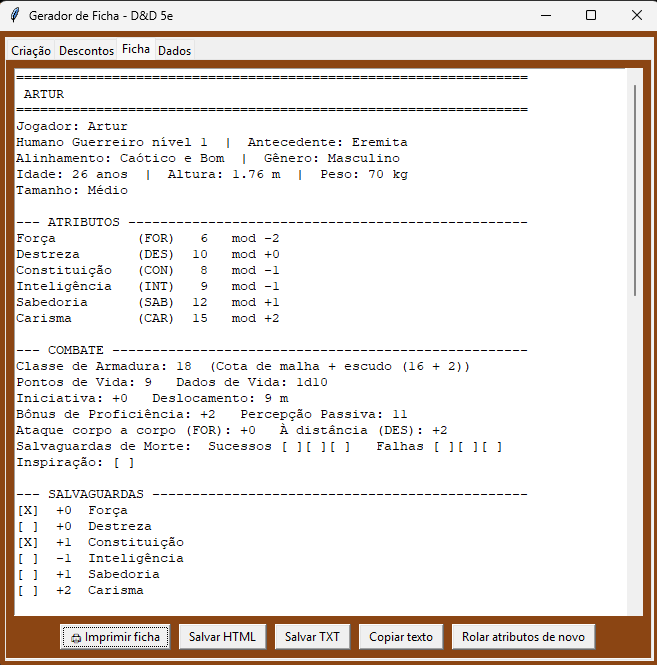 Gerador de Ficha - D&D 5e
Criação Descontos Ficha Dados
================================================================
ARTUR
================================================================
Jogador: Artur
Humano Guerreiro nível 1  |  Antecedente: Eremita
Alinhamento: Caótico e Bom  |  Gênero: Masculino
Idade: 26 anos  |  Altura: 1.76 m  |  Peso: 70 kg
Tamanho: Médio
--- ATRIBUTOS --------------------------------------------------
Força          (FOR)   6   mod -2
Destreza       (DES)  10   mod +0
Constituição   (CON)   8   mod -1
Inteligência   (INT)   9   mod -1
Sabedoria      (SAB)  12   mod +1
Carisma        (CAR)  15   mod +2
--- COMBATE ----------------------------------------------------
Classe de Armadura: 18  (Cota de malha + escudo (16 + 2))
Pontos de Vida: 9   Dados de Vida: 1d10
Iniciativa: +0   Deslocamento: 9 m
Bônus de Proficiência: +2   Percepção Passiva: 11
Ataque corpo a corpo (FOR): +0   À distância (DES): +2
Salvaguardas de Morte:  Sucessos [ ][ ][ ]   Falhas [ ][ ][ ]
Inspiração: [ ]
--- SALVAGUARDAS -----------------------------------------------
[X]  +0  Força
[ ]  +0  Destreza
[X]  +1  Constituição
[ ]  -1  Inteligência
[ ]  +1  Sabedoria
[ ]  +2  Carisma
Imprimir ficha Salvar HTML Salvar TXT Copiar texto Rolar atributos de novo